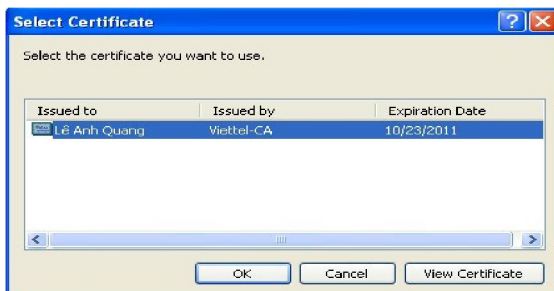 Select Certificate
Select the certificate you want to use.
Issued to Issued by Expiration Date
Lê Anh Quang Viettel-CA 10/23/2011
OK Cancel View Certificate